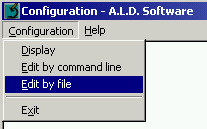 Configuration - A.L.D. Software
Configuration Help
Display
Edit by command line
Edit by file
Exit